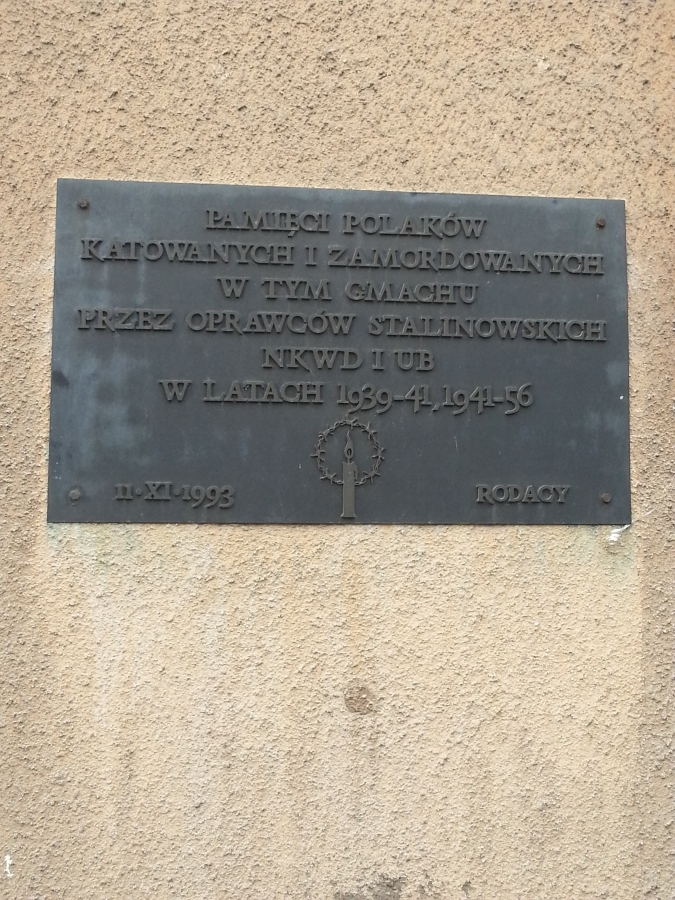 PAMIĘCI POLAKÓW
KATOWANYCH I ZAMORDOWANYCH
W TYM GMACHU
PRZEZ OPRAWCÓW STALINOWSKICH
NKWD I UB
W LATACH 1939-41, 1941-56
11·XI·1993
RODACY